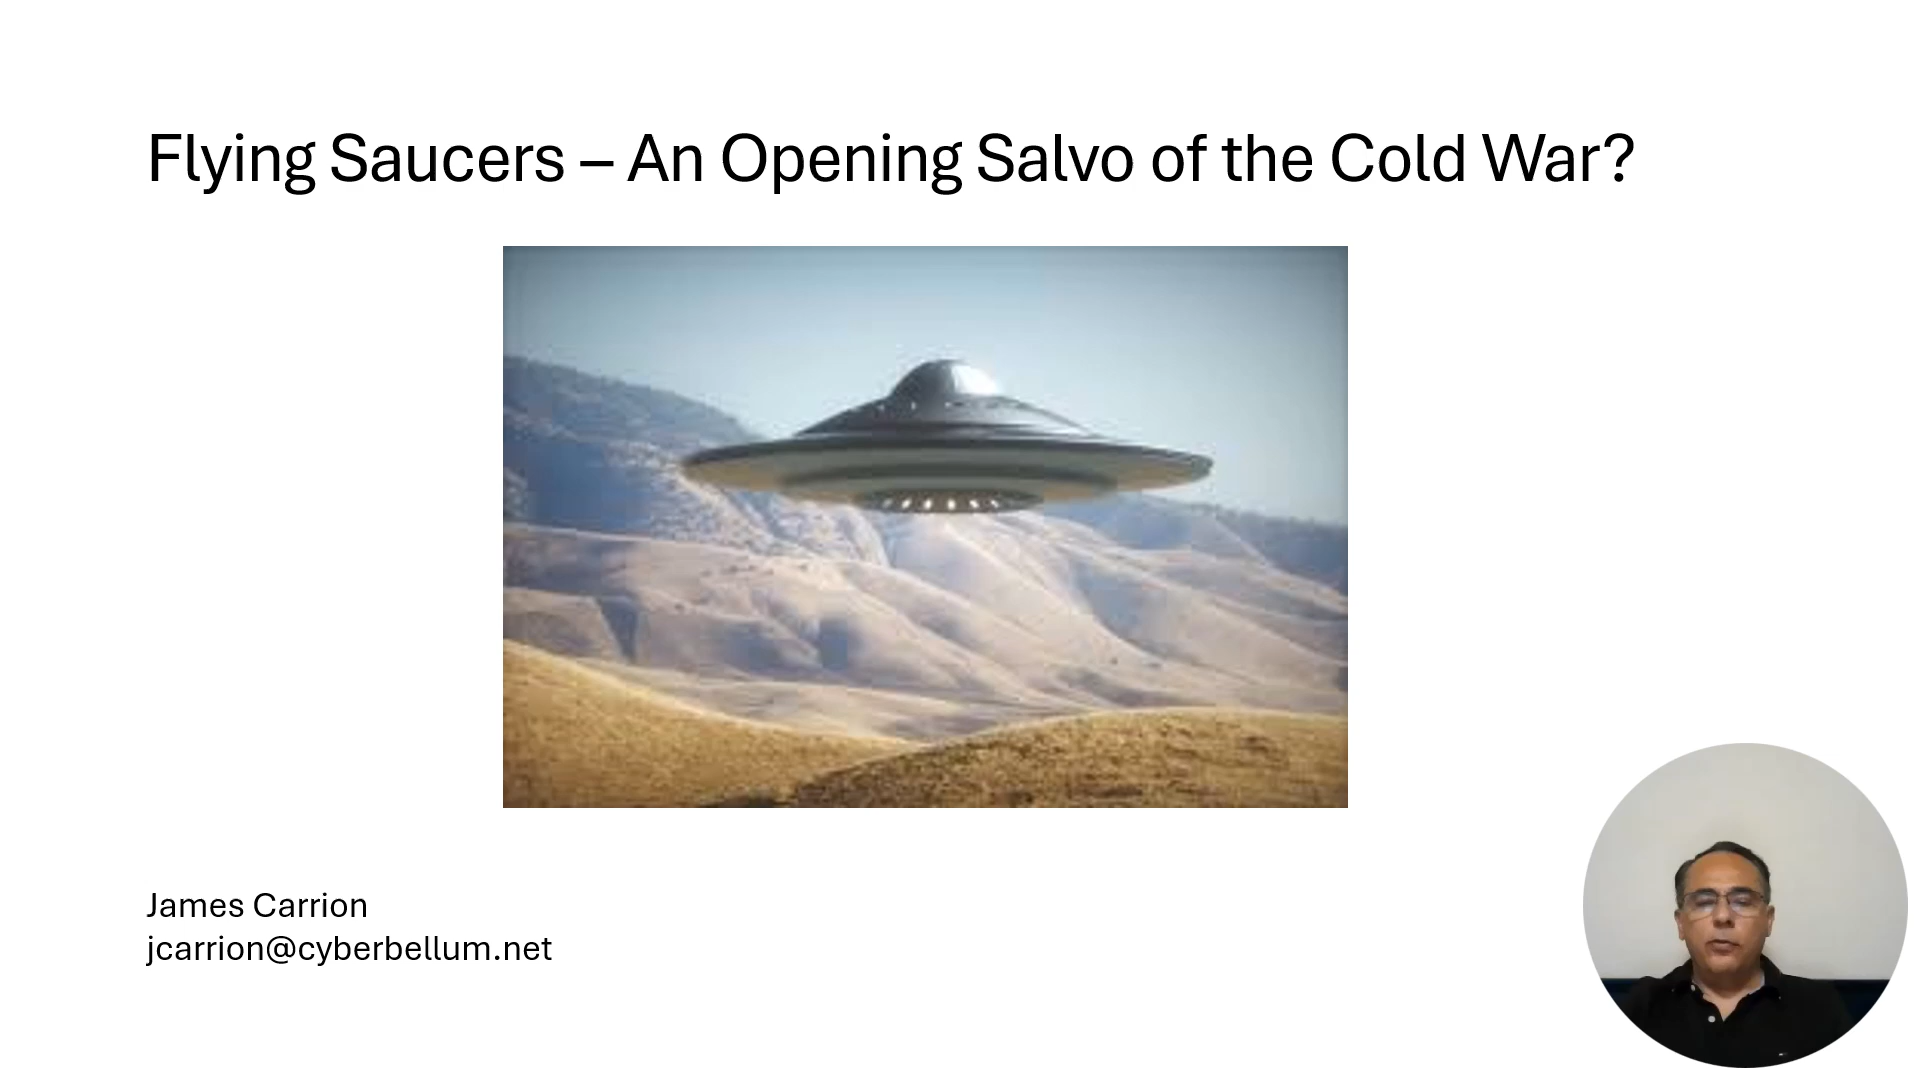 Flying Saucers – An Opening Salvo of the Cold War?
James Carrion
jcarrion@cyberbellum.net